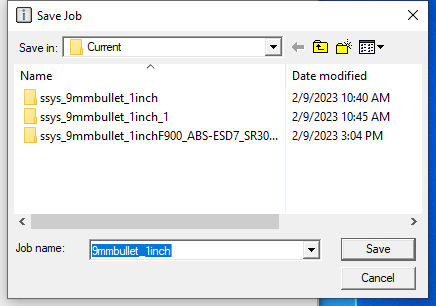 Save Job
Save in: Current
Name Date modified
ssys_9mmbullet_1inch 2/9/2023 10:40 AM
ssys_9mmbullet_1inch_1 2/9/2023 10:45 AM
ssys_9mmbullet_1inchF900_ABS-ESD7_SR30... 2/9/2023 3:04 PM
Job name: 9mmbullet_1inch Save
Cancel